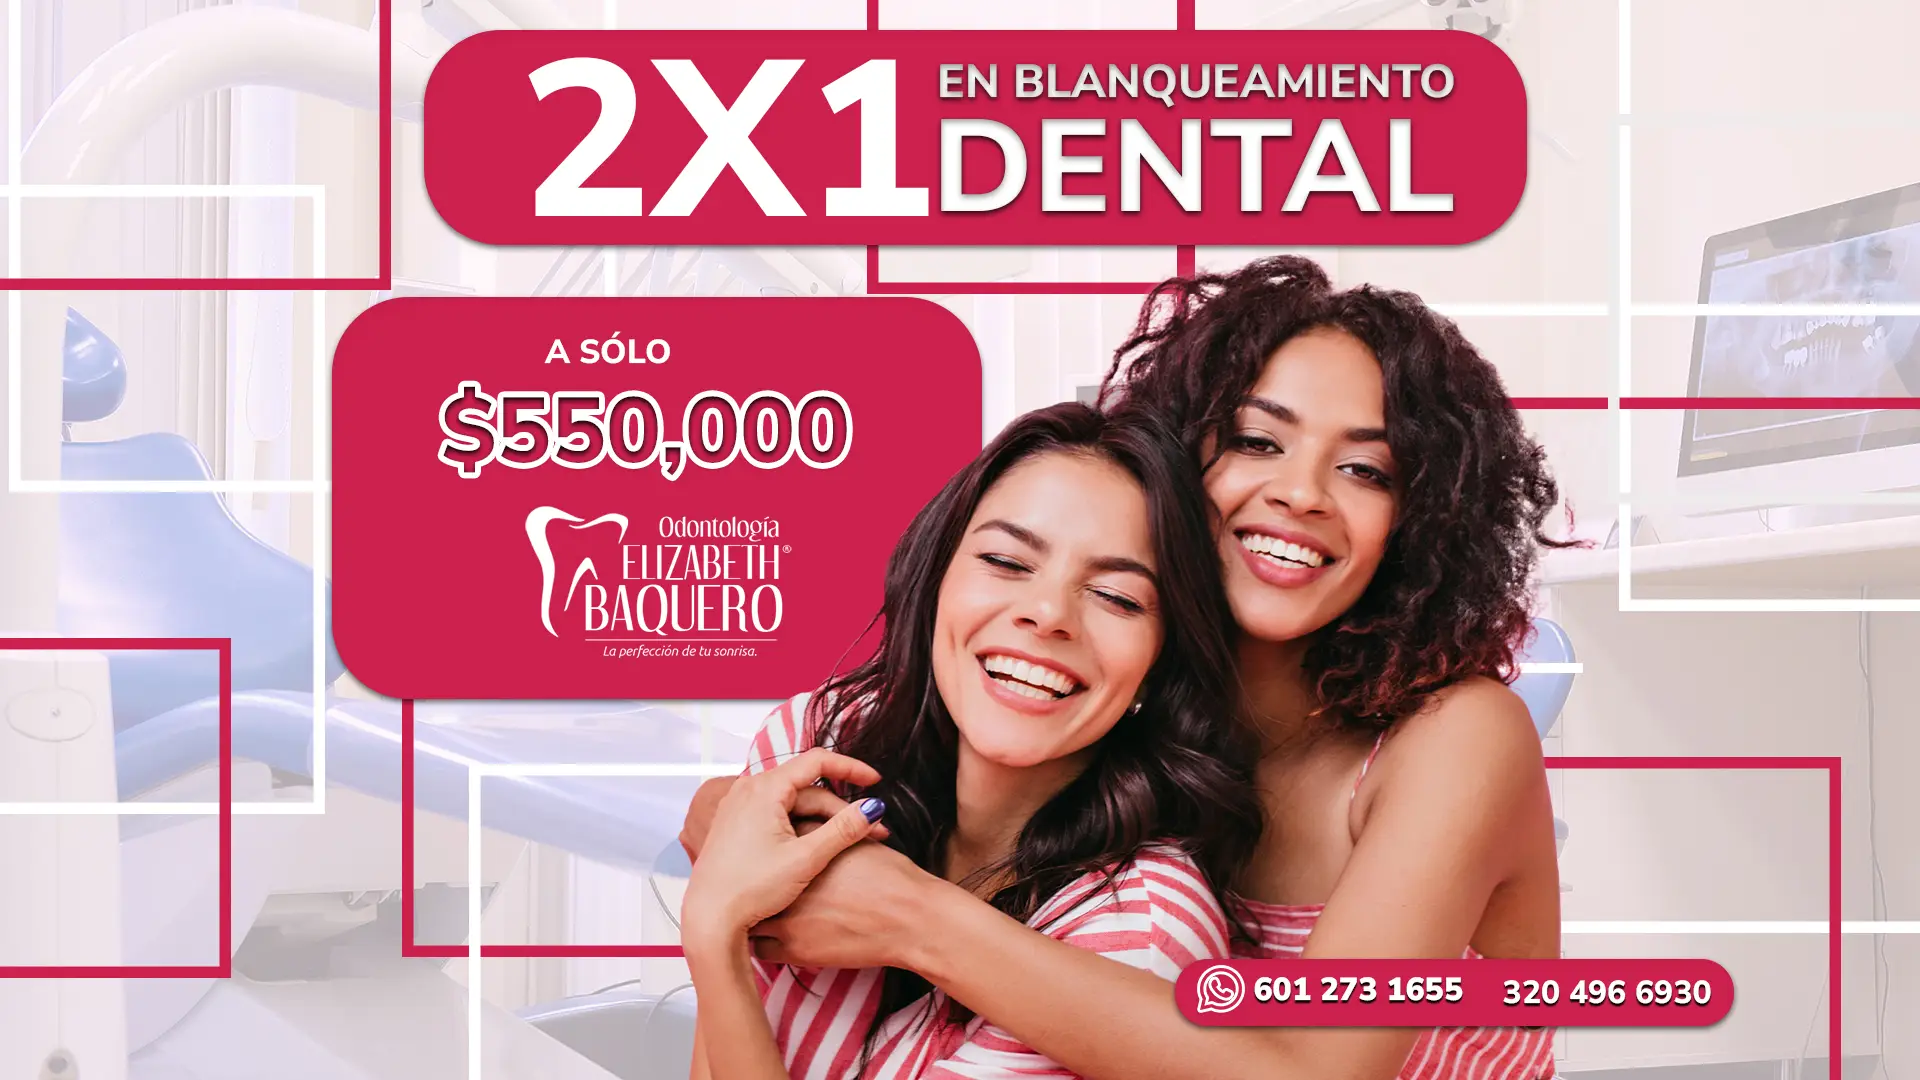 2X1
EN BLANQUEAMIENTO
DENTAL
A SÓLO
$550,000
Odontología
ELIZABETH®
BAQUERO
La perfección de tu sonrisa.
601 273 1655 320 496 6930